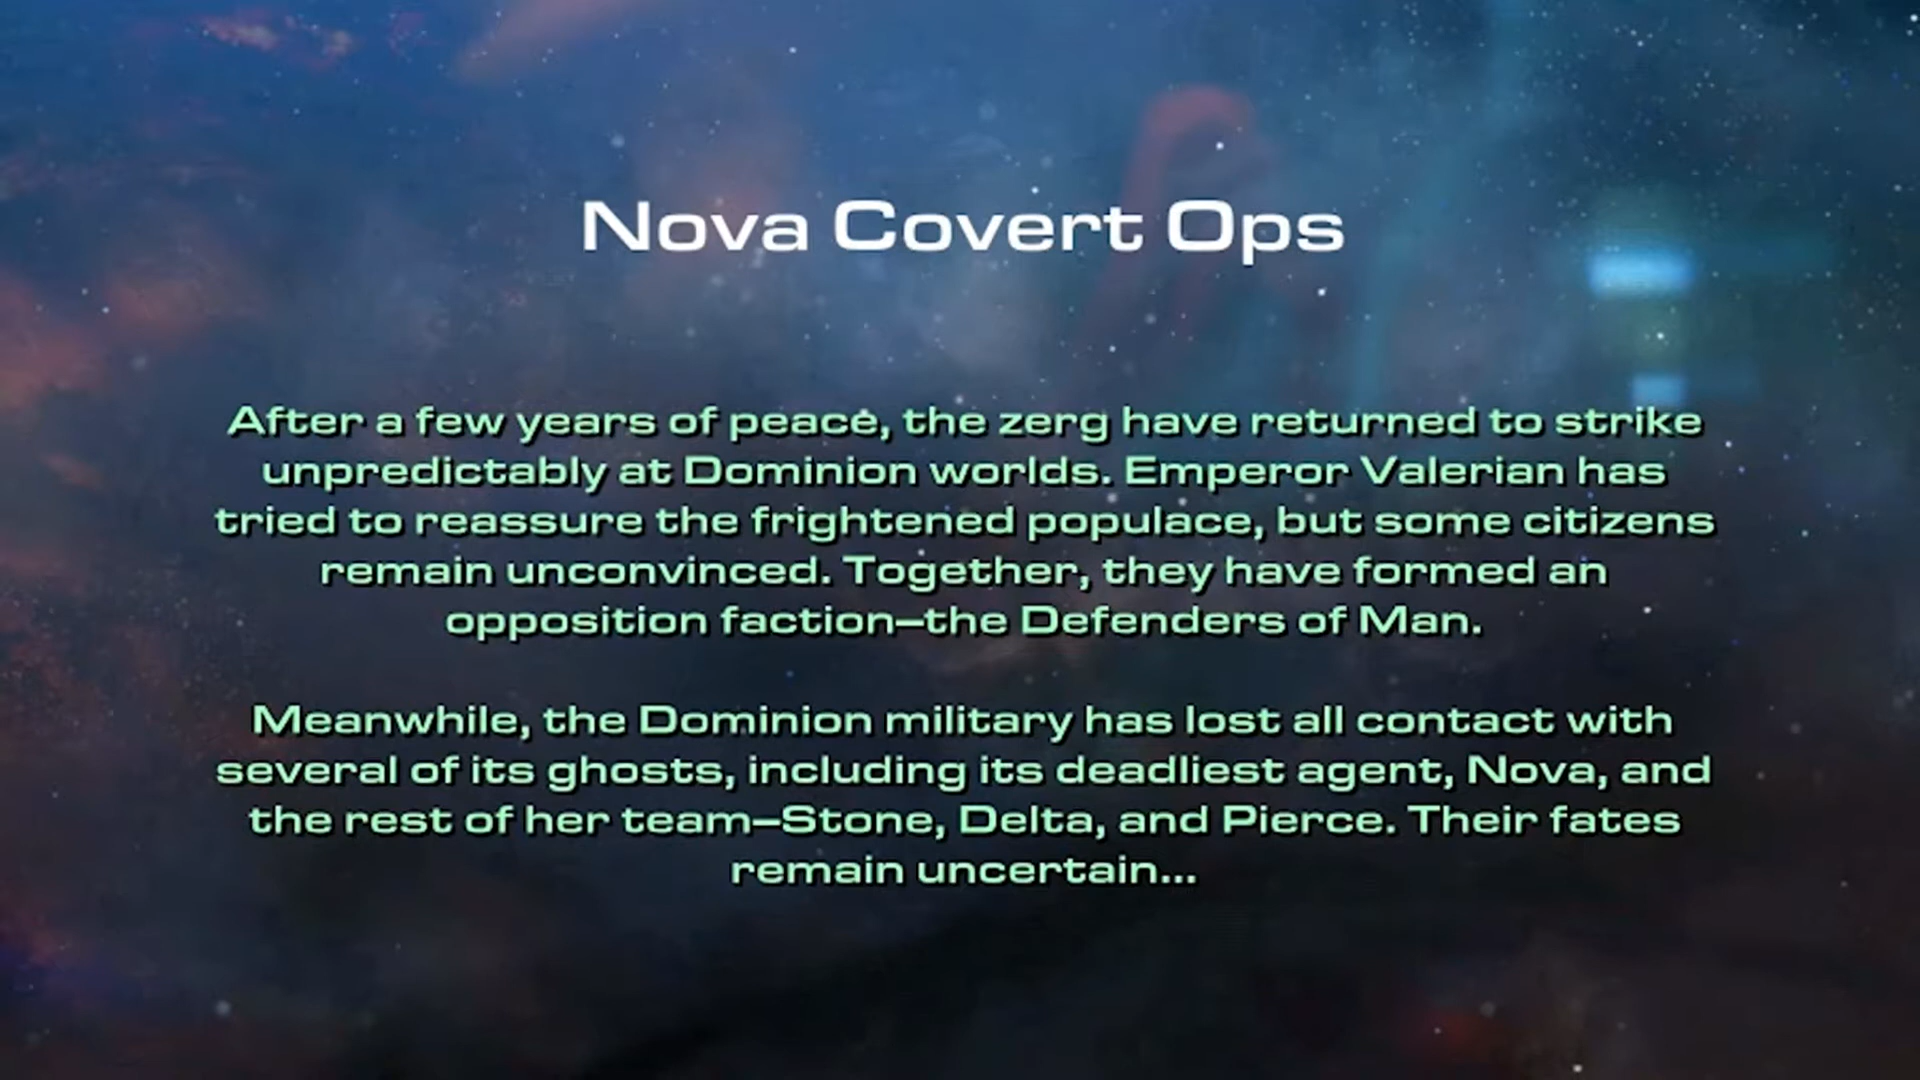 Nova Covert Ops
After a few years of peace, the zerg have returned to strike
unpredictably at Dominion worlds. Emperor Valerian has
tried to reassure the frightened populace, but some citizens
remain unconvinced. Together, they have formed an
opposition faction—the Defenders of Man.
Meanwhile, the Dominion military has lost all contact with
several of its ghosts, including its deadliest agent, Nova, and
the rest of her team—Stone, Delta, and Pierce. Their fates
remain uncertain...